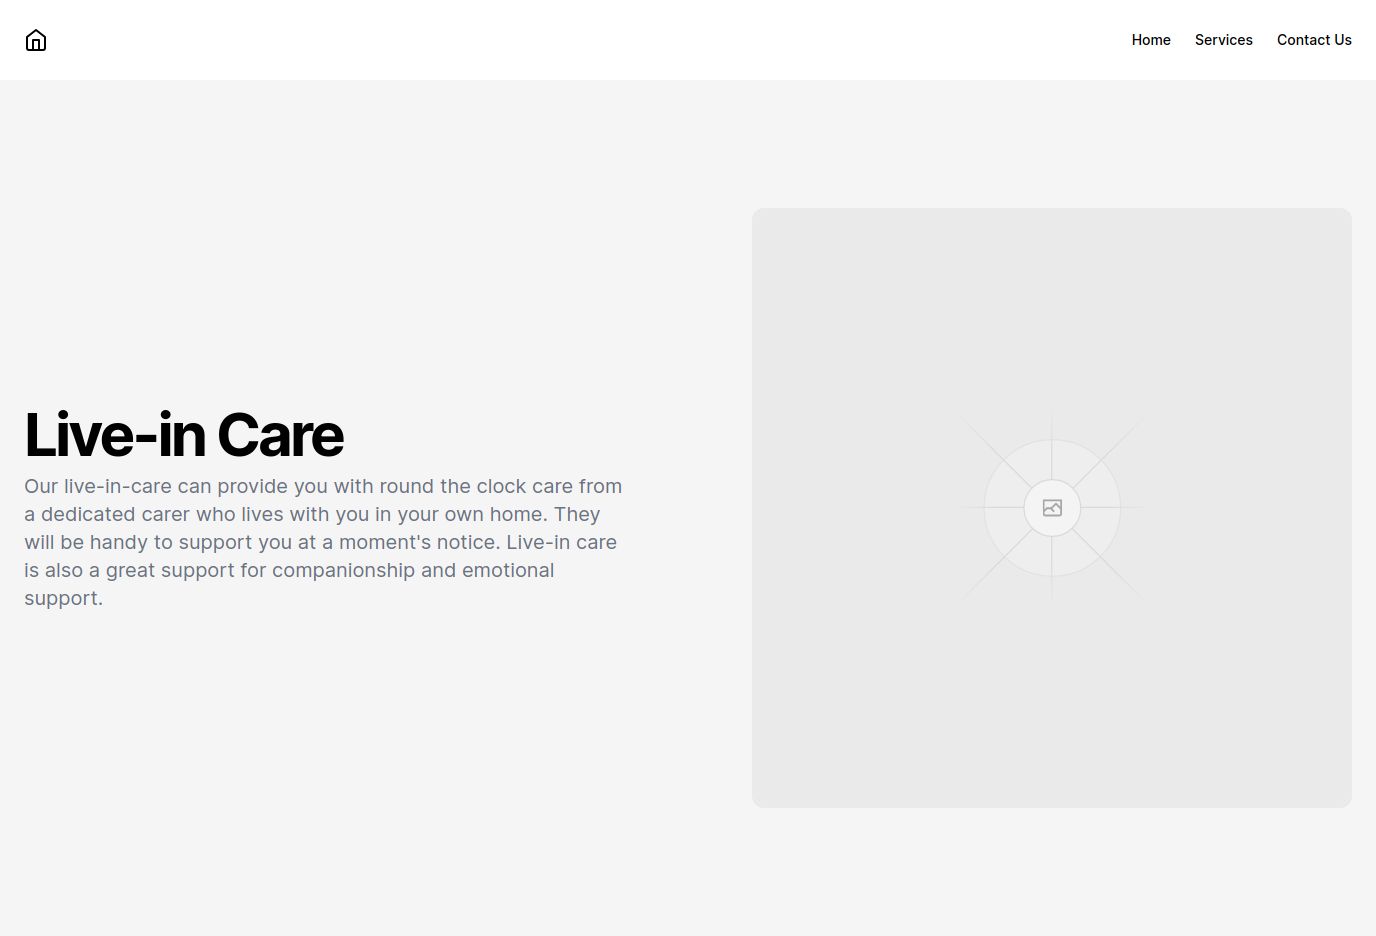 Home Services Contact Us
Live-in Care
Our live-in-care can provide you with round the clock care from
a dedicated carer who lives with you in your own home. They
will be handy to support you at a moment's notice. Live-in care
is also a great support for companionship and emotional
support.